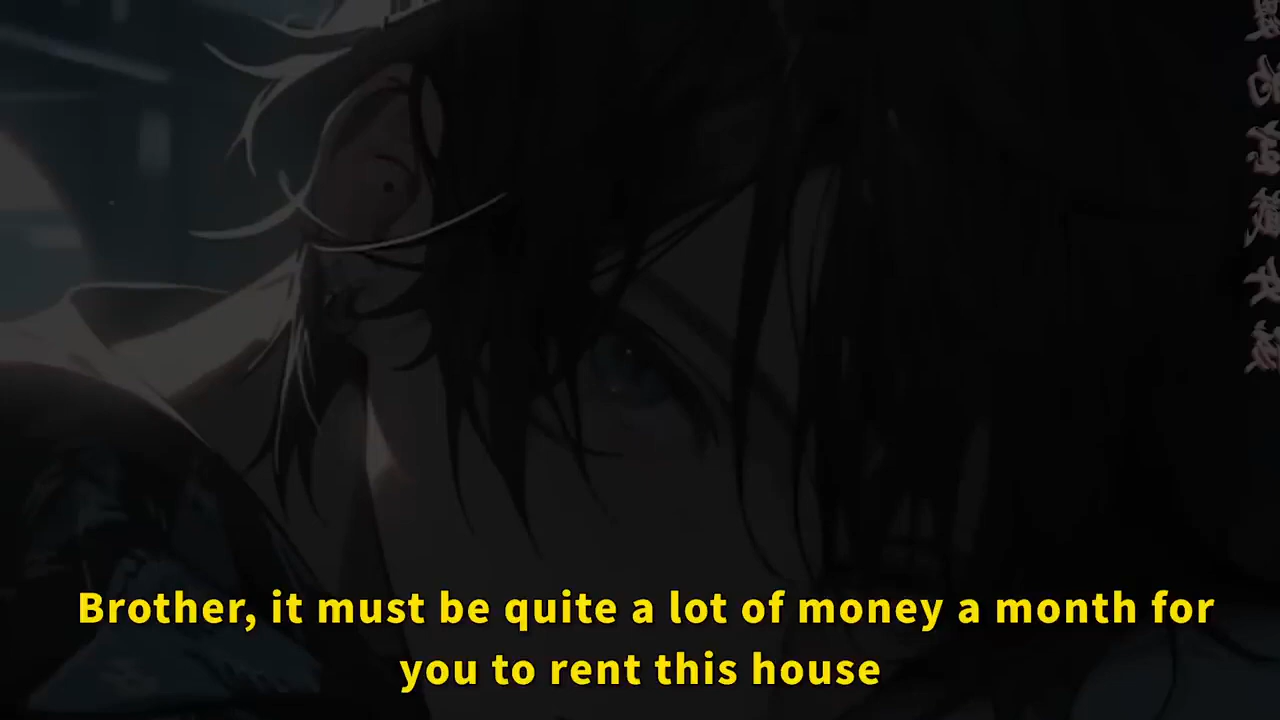 Brother, it must be quite a lot of money a month for
you to rent this house